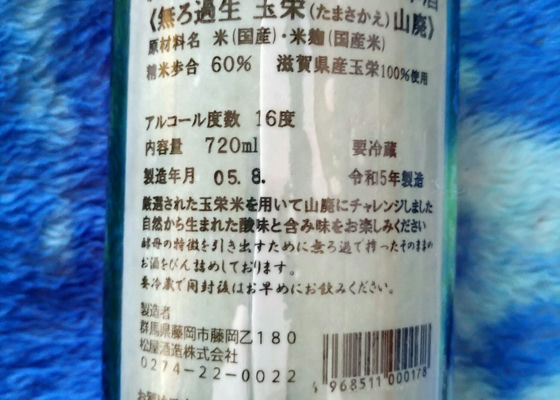 《無ろ過生 玉栄(たまさかえ)山廃》
原材料名 米(国産)・米麹(国産米)
精米歩合 60% 滋賀県産玉栄100%使用
アルコール度数 16度
内容量 720ml 要冷蔵
製造年月 05.8. 令和5年製造
厳選された玉栄米を用いて山廃にチャレンジしました
自然から生まれた酸味と含み味をお楽しみください
酵母の特徴を引き出すために無ろ過で搾ったそのままの
お酒をびん詰めしております。
要冷蔵で開封後はお早めにお飲みください。
製造者
群馬県藤岡市藤岡乙180
松屋酒造株式会社
0274-22-0022
4 968511 000178